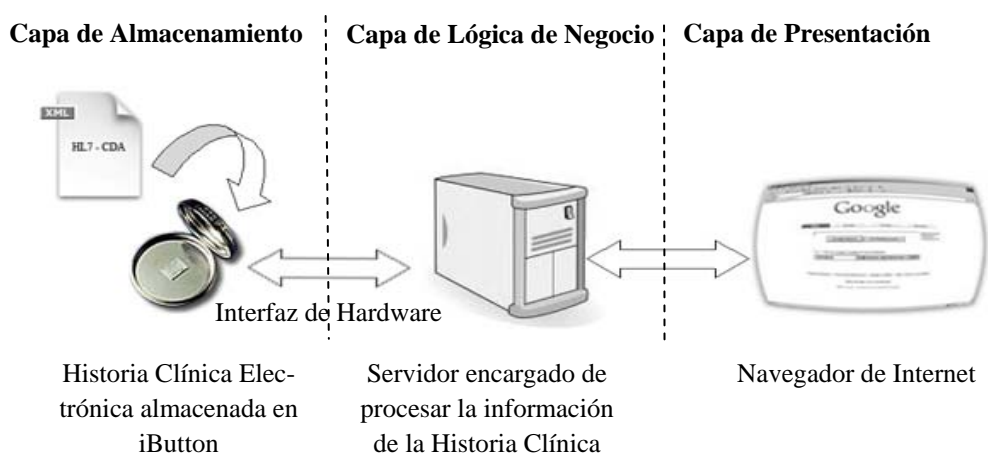 Capa de Almacenamiento
Capa de Lógica de Negocio
Capa de Presentación
XML
HL7 - CDA
Google
Interfaz de Hardware
Historia Clínica Elec-
trónica almacenada en
iButton
Servidor encargado de
procesar la información
de la Historia Clínica
Navegador de Internet